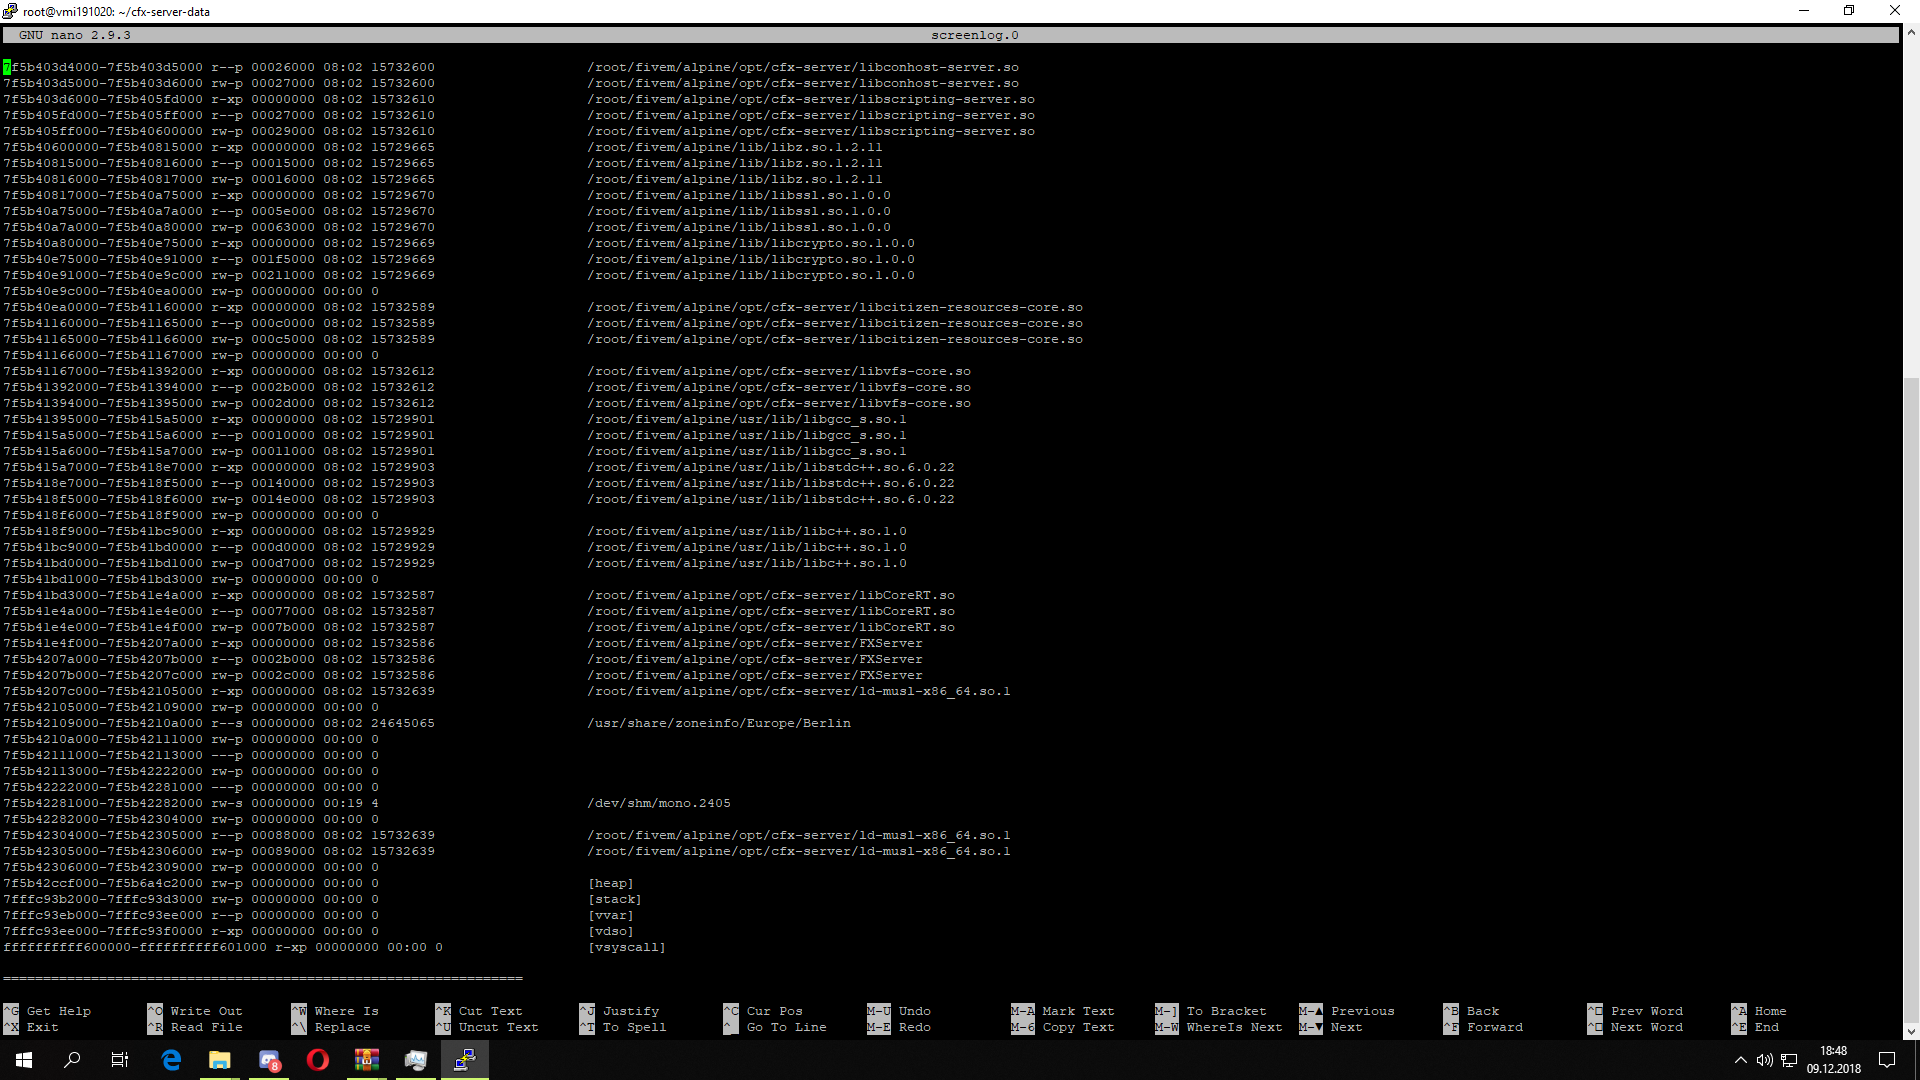 root@vmi191020: ~/cfx-server-data
GNU nano 2.9.3 screenlog.0
7f5b403d4000-7f5b403d5000 r--p 00026000 08:02 15732600 /root/fivem/alpine/opt/cfx-server/libconhost-server.so
7f5b403d5000-7f5b403d6000 rw-p 00027000 08:02 15732600 /root/fivem/alpine/opt/cfx-server/libconhost-server.so
7f5b403d6000-7f5b405fd000 r-xp 00000000 08:02 15732610 /root/fivem/alpine/opt/cfx-server/libscripting-server.so
7f5b405fd000-7f5b405ff000 r--p 00027000 08:02 15732610 /root/fivem/alpine/opt/cfx-server/libscripting-server.so
7f5b405ff000-7f5b40600000 rw-p 00029000 08:02 15732610 /root/fivem/alpine/opt/cfx-server/libscripting-server.so
7f5b40600000-7f5b40815000 r-xp 00000000 08:02 15729665 /root/fivem/alpine/lib/libz.so.1.2.11
7f5b40815000-7f5b40816000 r--p 00015000 08:02 15729665 /root/fivem/alpine/lib/libz.so.1.2.11
7f5b40816000-7f5b40817000 rw-p 00016000 08:02 15729665 /root/fivem/alpine/lib/libz.so.1.2.11
7f5b40817000-7f5b40a75000 r-xp 00000000 08:02 15729670 /root/fivem/alpine/lib/libssl.so.1.0.0
7f5b40a75000-7f5b40a7a000 r--p 0005e000 08:02 15729670 /root/fivem/alpine/lib/libssl.so.1.0.0
7f5b40a7a000-7f5b40a80000 rw-p 00063000 08:02 15729670 /root/fivem/alpine/lib/libssl.so.1.0.0
7f5b40a80000-7f5b40e75000 r-xp 00000000 08:02 15729669 /root/fivem/alpine/lib/libcrypto.so.1.0.0
7f5b40e75000-7f5b40e91000 r--p 001f5000 08:02 15729669 /root/fivem/alpine/lib/libcrypto.so.1.0.0
7f5b40e91000-7f5b40e9c000 rw-p 00211000 08:02 15729669 /root/fivem/alpine/lib/libcrypto.so.1.0.0
7f5b40e9c000-7f5b40ea0000 rw-p 00000000 00:00 0
7f5b40ea0000-7f5b41160000 r-xp 00000000 08:02 15732589 /root/fivem/alpine/opt/cfx-server/libcitizen-resources-core.so
7f5b41160000-7f5b41165000 r--p 000c0000 08:02 15732589 /root/fivem/alpine/opt/cfx-server/libcitizen-resources-core.so
7f5b41165000-7f5b41166000 rw-p 000c5000 08:02 15732589 /root/fivem/alpine/opt/cfx-server/libcitizen-resources-core.so
7f5b41166000-7f5b41167000 rw-p 00000000 00:00 0
7f5b41167000-7f5b41392000 r-xp 00000000 08:02 15732612 /root/fivem/alpine/opt/cfx-server/libvfs-core.so
7f5b41392000-7f5b41394000 r--p 0002b000 08:02 15732612 /root/fivem/alpine/opt/cfx-server/libvfs-core.so
7f5b41394000-7f5b41395000 rw-p 0002d000 08:02 15732612 /root/fivem/alpine/opt/cfx-server/libvfs-core.so
7f5b41395000-7f5b415a5000 r-xp 00000000 08:02 15729901 /root/fivem/alpine/usr/lib/libgcc_s.so.1
7f5b415a5000-7f5b415a6000 r--p 00010000 08:02 15729901 /root/fivem/alpine/usr/lib/libgcc_s.so.1
7f5b415a6000-7f5b415a7000 rw-p 00011000 08:02 15729901 /root/fivem/alpine/usr/lib/libgcc_s.so.1
7f5b415a7000-7f5b418e7000 r-xp 00000000 08:02 15729903 /root/fivem/alpine/usr/lib/libstdc++.so.6.0.22
7f5b418e7000-7f5b418f5000 r--p 00140000 08:02 15729903 /root/fivem/alpine/usr/lib/libstdc++.so.6.0.22
7f5b418f5000-7f5b418f6000 rw-p 0014e000 08:02 15729903 /root/fivem/alpine/usr/lib/libstdc++.so.6.0.22
7f5b418f6000-7f5b418f9000 rw-p 00000000 00:00 0
7f5b418f9000-7f5b41bc9000 r-xp 00000000 08:02 15729929 /root/fivem/alpine/usr/lib/libc++.so.1.0
7f5b41bc9000-7f5b41bd0000 r--p 000d0000 08:02 15729929 /root/fivem/alpine/usr/lib/libc++.so.1.0
7f5b41bd0000-7f5b41bd1000 rw-p 000d7000 08:02 15729929 /root/fivem/alpine/usr/lib/libc++.so.1.0
7f5b41bd1000-7f5b41bd3000 rw-p 00000000 00:00 0
7f5b41bd3000-7f5b41e4a000 r-xp 00000000 08:02 15732587 /root/fivem/alpine/opt/cfx-server/libCoreRT.so
7f5b41e4a000-7f5b41e4e000 r--p 00077000 08:02 15732587 /root/fivem/alpine/opt/cfx-server/libCoreRT.so
7f5b41e4e000-7f5b41e4f000 rw-p 0007b000 08:02 15732587 /root/fivem/alpine/opt/cfx-server/libCoreRT.so
7f5b41e4f000-7f5b4207a000 r-xp 00000000 08:02 15732586 /root/fivem/alpine/opt/cfx-server/FXServer
7f5b4207a000-7f5b4207b000 r--p 0002b000 08:02 15732586 /root/fivem/alpine/opt/cfx-server/FXServer
7f5b4207b000-7f5b4207c000 rw-p 0002c000 08:02 15732586 /root/fivem/alpine/opt/cfx-server/FXServer
7f5b4207c000-7f5b42105000 r-xp 00000000 08:02 15732639 /root/fivem/alpine/opt/cfx-server/ld-musl-x86_64.so.1
7f5b42105000-7f5b42109000 rw-p 00000000 00:00 0
7f5b42109000-7f5b4210a000 r--s 00000000 08:02 24645065 /usr/share/zoneinfo/Europe/Berlin
7f5b4210a000-7f5b42111000 rw-p 00000000 00:00 0
7f5b42111000-7f5b42113000 ---p 00000000 00:00 0
7f5b42113000-7f5b42222000 rw-p 00000000 00:00 0
7f5b42222000-7f5b42281000 ---p 00000000 00:00 0
7f5b42281000-7f5b42282000 rw-s 00000000 00:19 4 /dev/shm/mono.2405
7f5b42282000-7f5b42304000 rw-p 00000000 00:00 0
7f5b42304000-7f5b42305000 r--p 00088000 08:02 15732639 /root/fivem/alpine/opt/cfx-server/ld-musl-x86_64.so.1
7f5b42305000-7f5b42306000 rw-p 00089000 08:02 15732639 /root/fivem/alpine/opt/cfx-server/ld-musl-x86_64.so.1
7f5b42306000-7f5b42309000 rw-p 00000000 00:00 0
7f5b42ccf000-7f5b6a4c2000 rw-p 00000000 00:00 0 [heap]
7fffc93b2000-7fffc93d3000 rw-p 00000000 00:00 0 [stack]
7fffc93eb000-7fffc93ee000 r--p 00000000 00:00 0 [vvar]
7fffc93ee000-7fffc93f0000 r-xp 00000000 00:00 0 [vdso]
ffffffffff600000-ffffffffff601000 r-xp 00000000 00:00 0 [vsyscall]
=================================================================
^G Get Help ^O Write Out ^W Where Is ^K Cut Text ^J Justify ^C Cur Pos M-U Undo M-A Mark Text M-] To Bracket M-▲ Previous ^B Back ^□ Prev Word ^A Home
^X Exit ^R Read File ^\ Replace ^U Uncut Text ^T To Spell ^_ Go To Line M-E Redo M-6 Copy Text M-W WhereIs Next M-▼ Next ^F Forward ^□ Next Word ^E End
8
18:48
09.12.2018